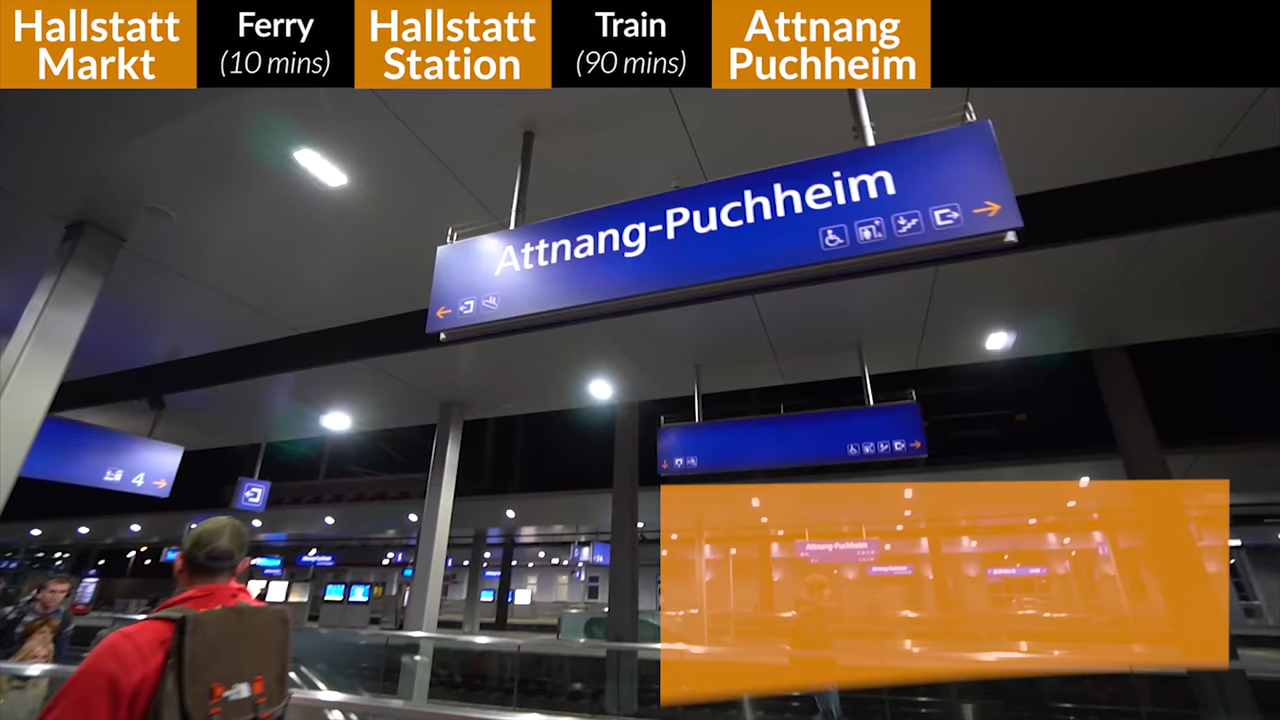 Hallstatt
Markt
Ferry
(10 mins)
Hallstatt
Station
Train
(90 mins)
Attnang
Puchheim
Attnang-Puchheim
4
Attnang-Puchheim